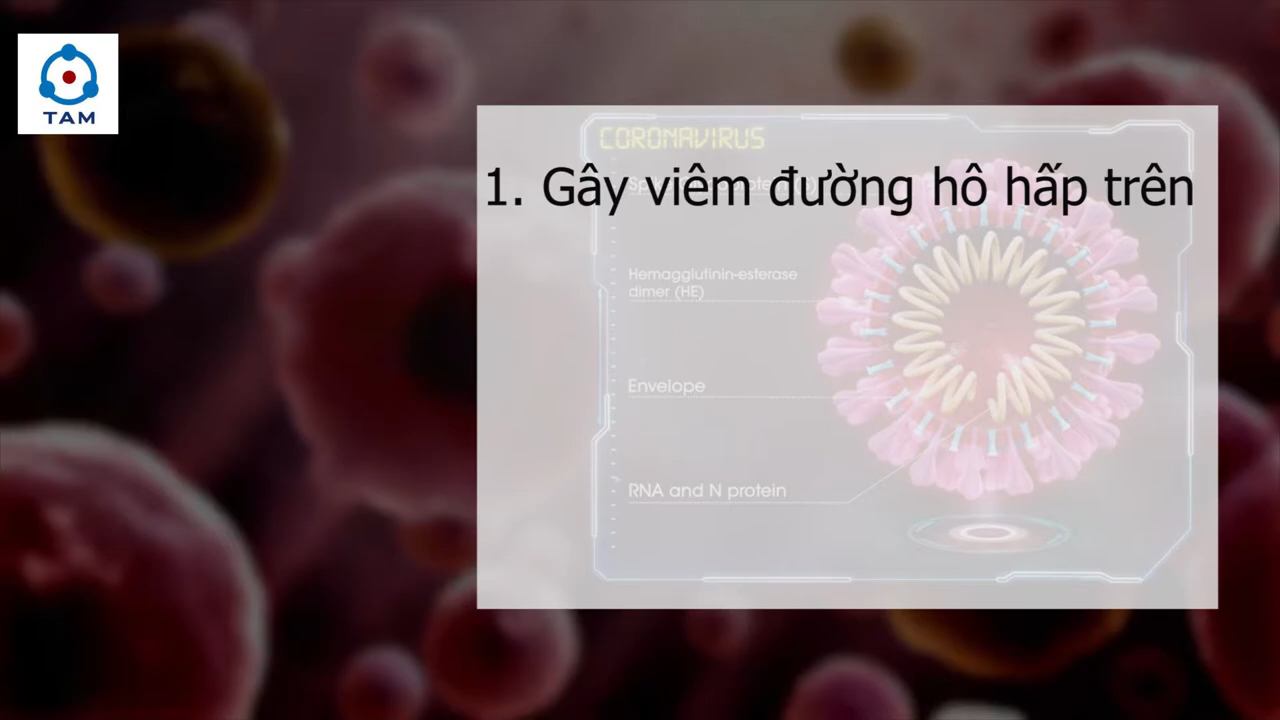 TAM
CORONAVIRUS
1. Gây viêm đường hô hấp trên
Hemagglutinin-esterase
dimer (HE)
Envelope
RNA and N protein